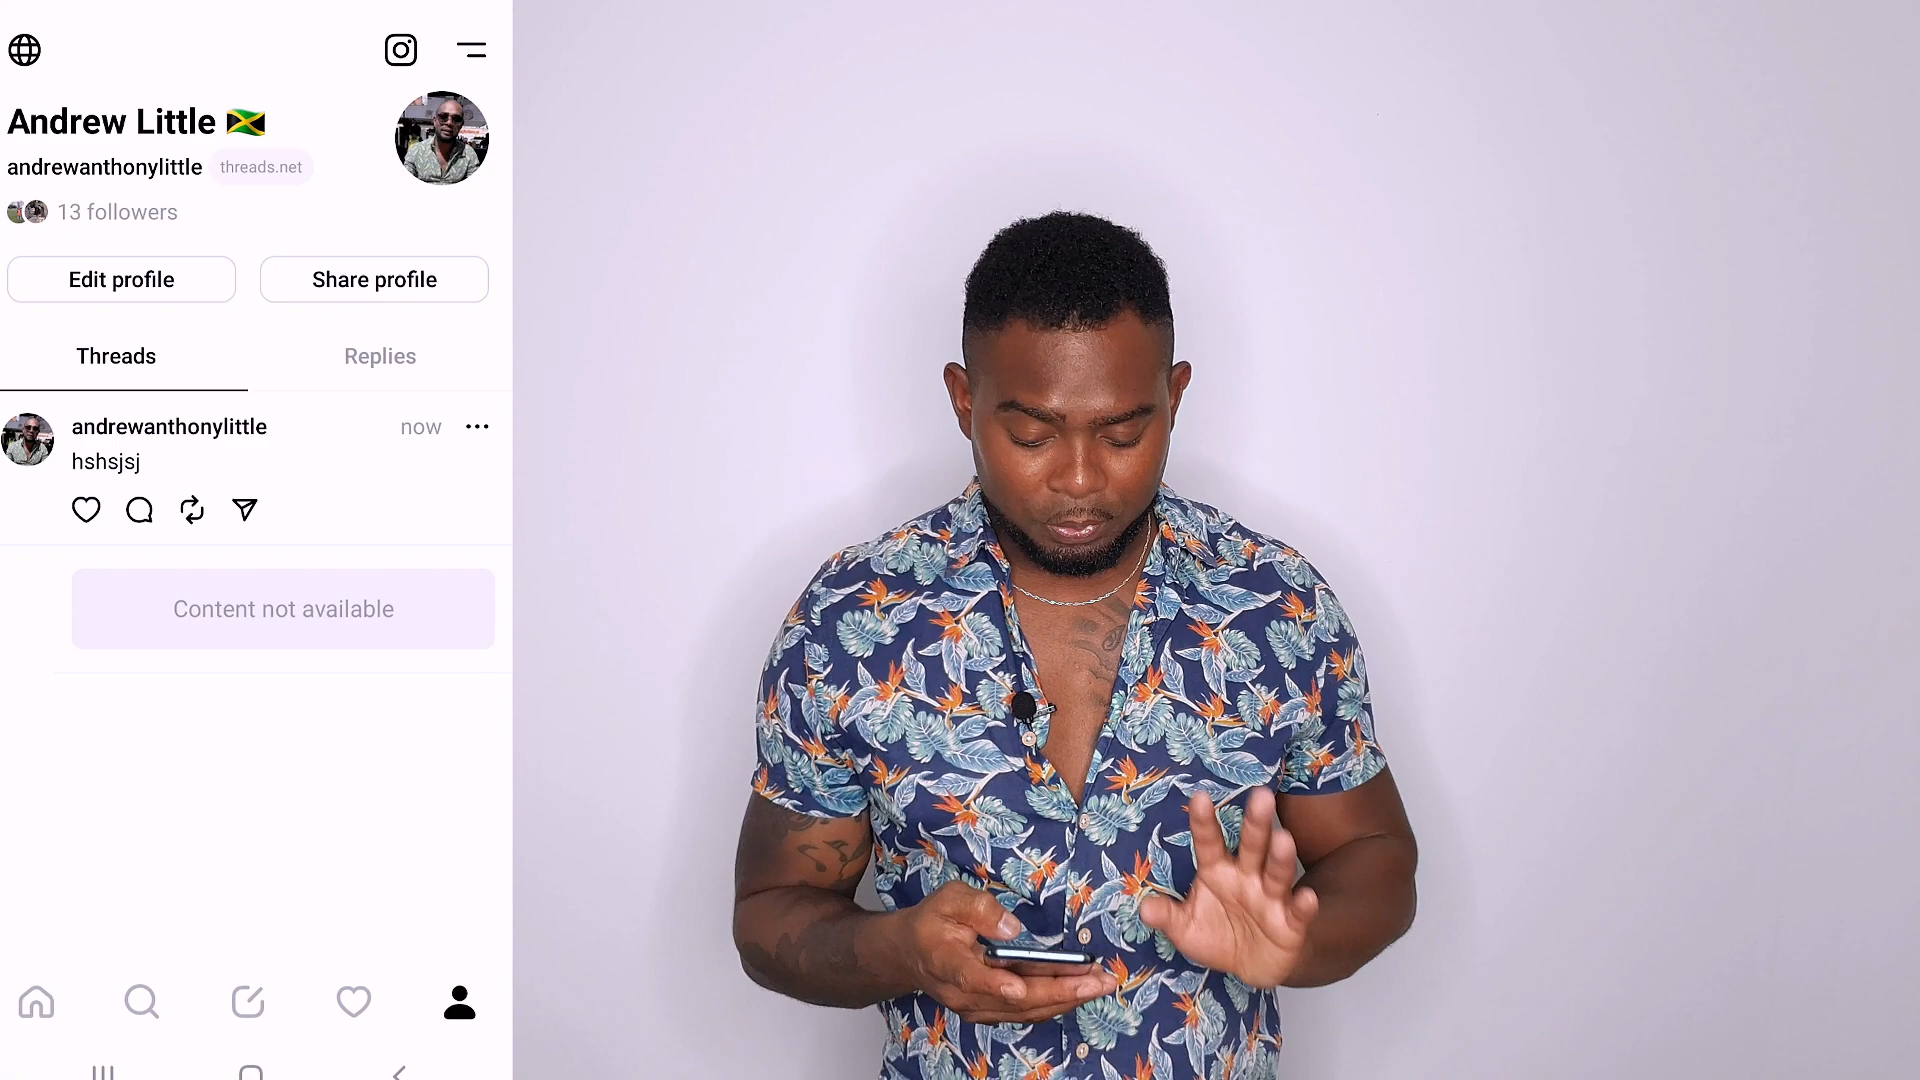 Andrew Little 🇯🇲
andrewanthonylittle threads.net
13 followers
Edit profile Share profile
Threads Replies
andrewanthonylittle now
hshsjsj
Content not available